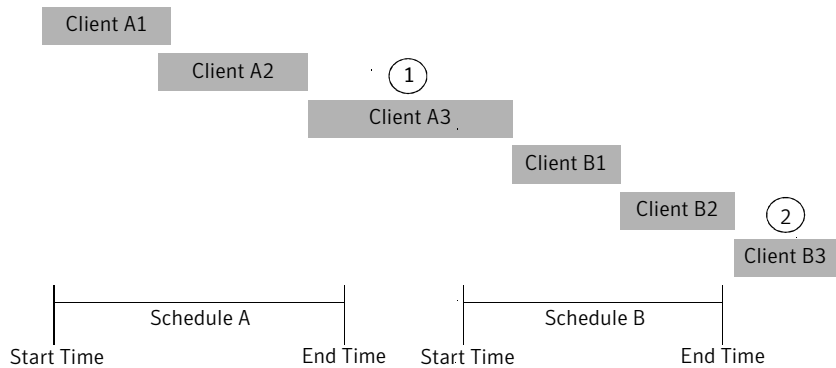 Client A1
Client A2
1
Client A3
Client B1
Client B2
2
Client B3
Schedule A
Schedule B
Start Time
End Time
Start Time
End Time